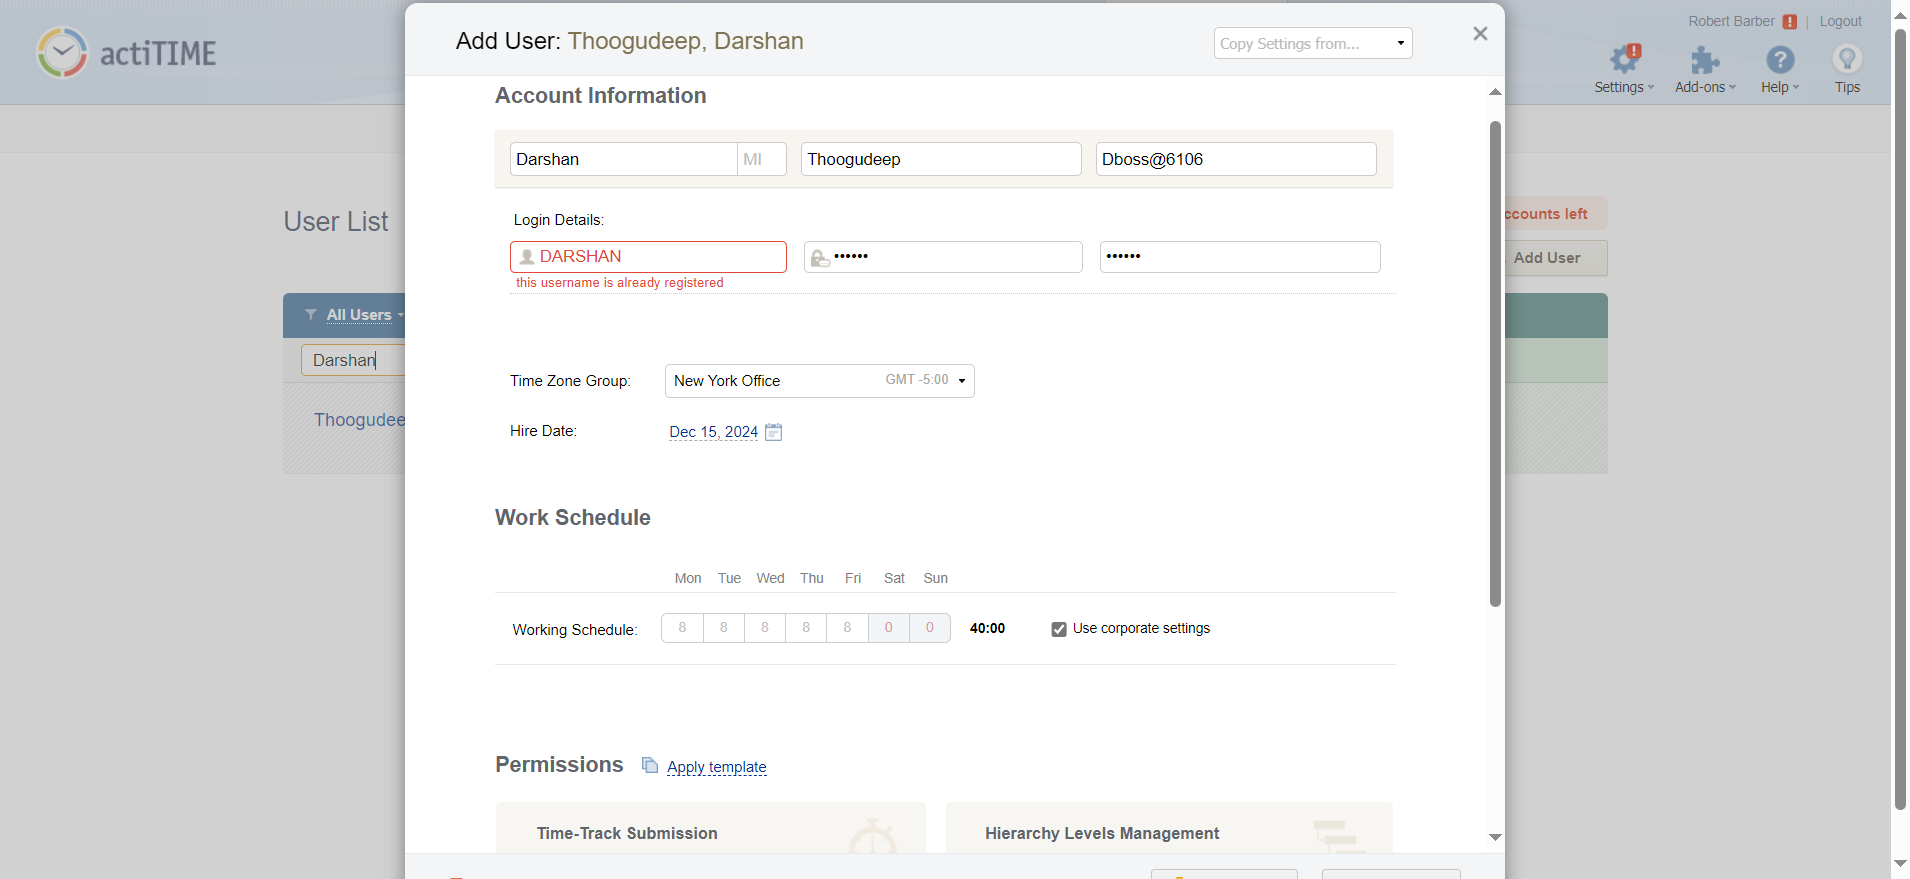 actiTIME
Robert Barber ! | Logout
Settings
Add-ons
Help
Tips
User List
ccounts left
Add User
All Users
Darshan
Thoogudee
Add User: Thoogudeep, Darshan
Copy Settings from...
Account Information
Darshan MI Thoogudeep Dboss@6106
Login Details:
DARSHAN •••••• ••••••
this username is already registered
Time Zone Group: New York Office GMT -5:00
Hire Date: Dec 15, 2024
Work Schedule
Mon Tue Wed Thu Fri Sat Sun
Working Schedule: 8 8 8 8 8 0 0 40:00 Use corporate settings
Permissions Apply template
Time-Track Submission Hierarchy Levels Management